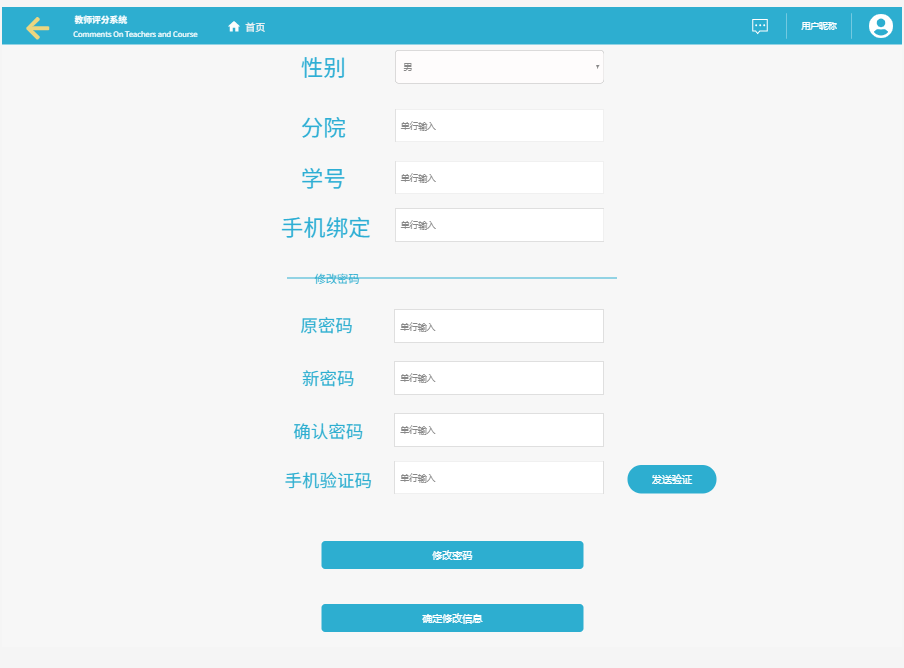 教师评分系统
Comments On Teachers and Course
首页
用户昵称
性别
男
分院
单行输入
学号
单行输入
手机绑定
单行输入
修改密码
原密码
单行输入
新密码
单行输入
确认密码
单行输入
手机验证码
单行输入
发送验证
修改密码
确定修改信息